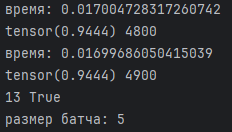 время: 0.017004728317260742
tensor(0.9444) 4800
время: 0.01699686050415039
tensor(0.9444) 4900
13 True
размер батча: 5